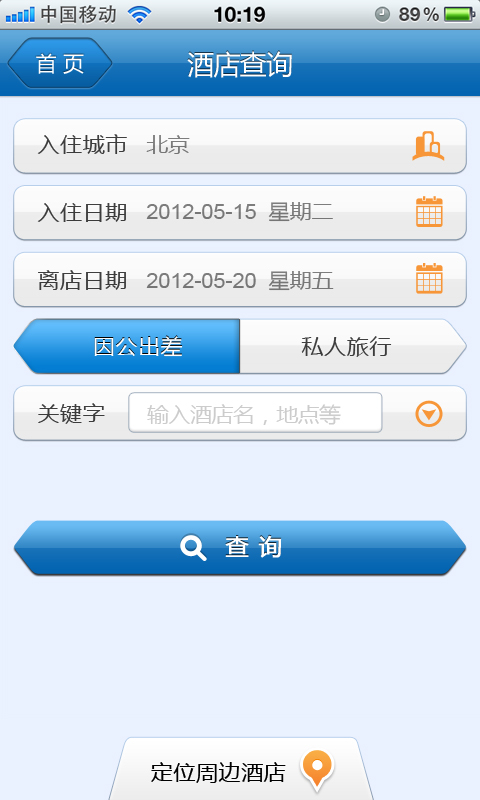 中国移动 10:19 89%
首页 酒店查询
入住城市 北京
入住日期 2012-05-15 星期二
离店日期 2012-05-20 星期五
因公出差 私人旅行
关键字 输入酒店名，地点等
查询
定位周边酒店